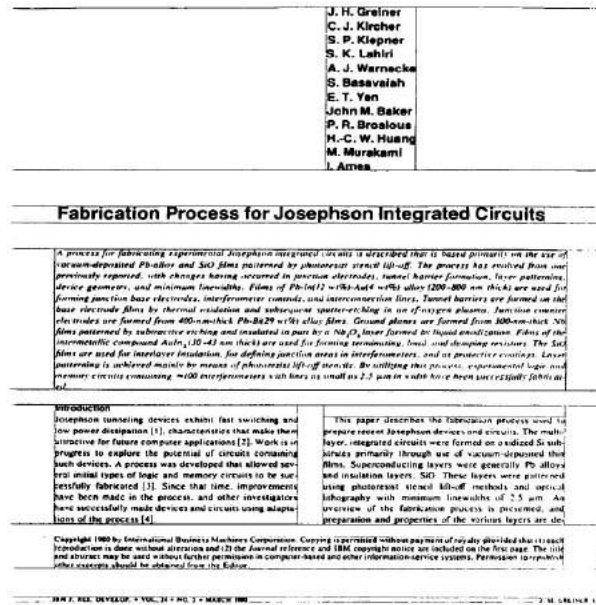 J. H. Greiner
C. J. Kircher
S. P. Klepner
S. K. Lahiri
A. J. Warnecke
S. Basavaiah
E. T. Yen
John M. Baker
P. R. Brosious
H.-C. W. Huang
M. Murakami
I. Ames
Fabrication Process for Josephson Integrated Circuits
A process for fabricating experimental Josephson integrated circuits is described that is based primarily on the use of
vacuum-deposited Pb-alloy and SiO films patterned by photoresist stencil lift-off. The process has evolved from one
previously reported, with changes having occurred in junction electrodes, tunnel barrier formation, layer patterning,
device geometry, and minimum linewidths. Films of Pb-In(12 wt%)-Au(4 wt%) alloy (200-800 nm thick) are used for
forming junction base electrodes, interferometer controls, and interconnection lines. Tunnel barriers are formed on the
base electrode films by thermal oxidation and subsequent sputter-etching in an rf-oxygen plasma. Junction counter
electrodes are formed from 400-nm-thick Pb-Bi(29 wt%) alloy films. Ground planes are formed from 300-nm-thick Nb
films patterned by subtractive etching and insulated in part by a Nb₂O₅ layer formed by liquid anodization. Films of the
intermetallic compound AuIn₂ (30-43 nm thick) are used for forming terminating, load, and damping resistors. The SiO
films are used for interlayer insulation, for defining junction areas in interferometers, and as protective coatings. Layer
patterning is achieved mainly by means of photoresist lift-off stencils. By utilizing this process, experimental logic and
memory circuits containing ≈100 interferometers with lines as small as 2.5 µm in width have been successfully fabricat-
ed.
Introduction
Josephson tunneling devices exhibit fast switching and
low power dissipation [1], characteristics that make them
attractive for future computer applications [2]. Work is in
progress to explore the potential of circuits containing
such devices. A process was developed that allowed sev-
eral initial types of logic and memory circuits to be suc-
cessfully fabricated [3]. Since that time, improvements
have been made in the process, and other investigators
have successfully made devices and circuits using adapta-
tions of the process [4].
This paper describes the fabrication process used to
prepare recent Josephson devices and circuits. The multi-
layer, integrated circuits were formed on oxidized Si sub-
strates primarily through use of vacuum-deposited thin
films. Superconducting layers were generally Pb alloys
and insulation layers, SiO. These layers were patterned
using photoresist stencil lift-off methods and optical
lithography with minimum linewidths of 2.5 µm. An
overview of the fabrication process is presented, and
preparation and properties of the various layers are de-
Copyright 1980 by International Business Machines Corporation. Copying is permitted without payment of royalty provided that (1) each
reproduction is done without alteration and (2) the Journal reference and IBM copyright notice are included on the first page. The title
and abstract may be used without further permission in computer-based and other information-service systems. Permission to republish
other excerpts should be obtained from the Editor.
IBM J. RES. DEVELOP. • VOL. 24 • NO. 2 • MARCH 1980
J. H. GREINER